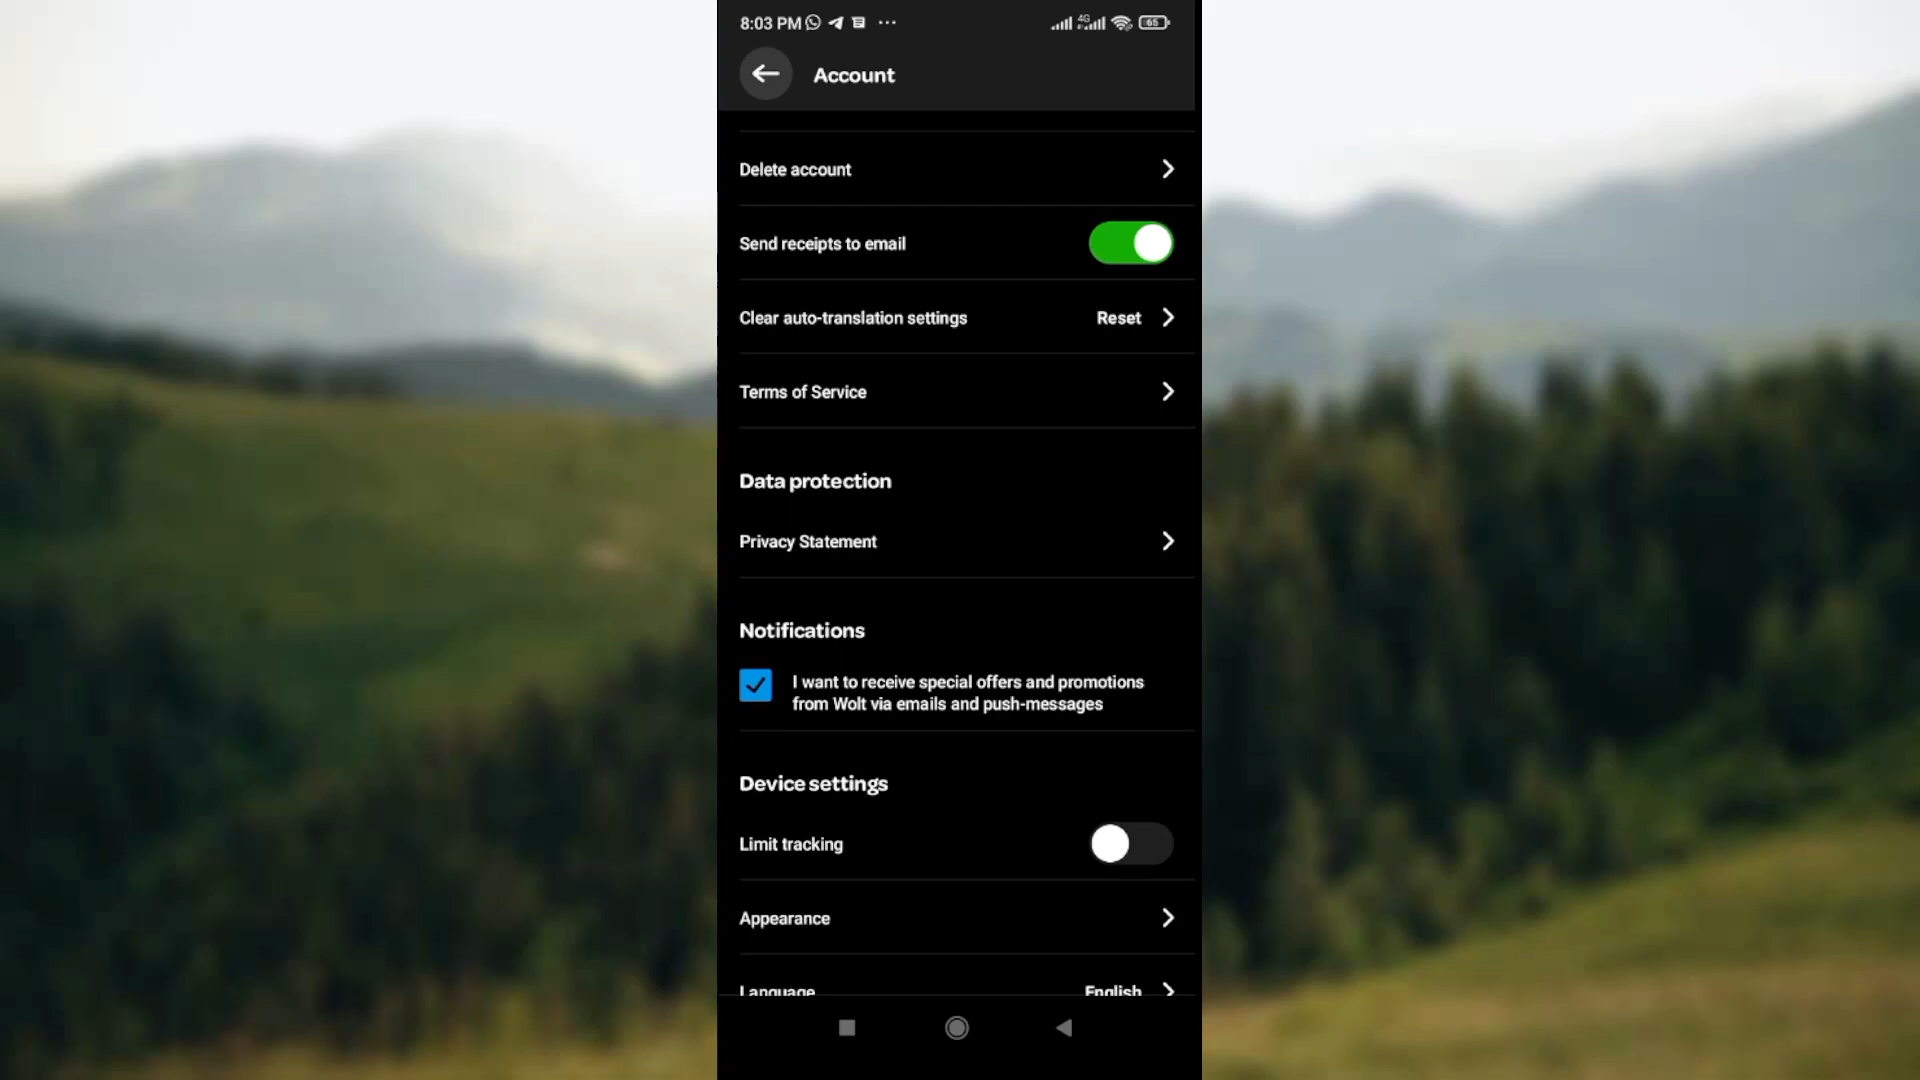 8:03 PM
4G
65
Account
Delete account
Send receipts to email
Clear auto-translation settings
Reset
Terms of Service
Data protection
Privacy Statement
Notifications
I want to receive special offers and promotions
from Wolt via emails and push-messages
Device settings
Limit tracking
Appearance
Language
English